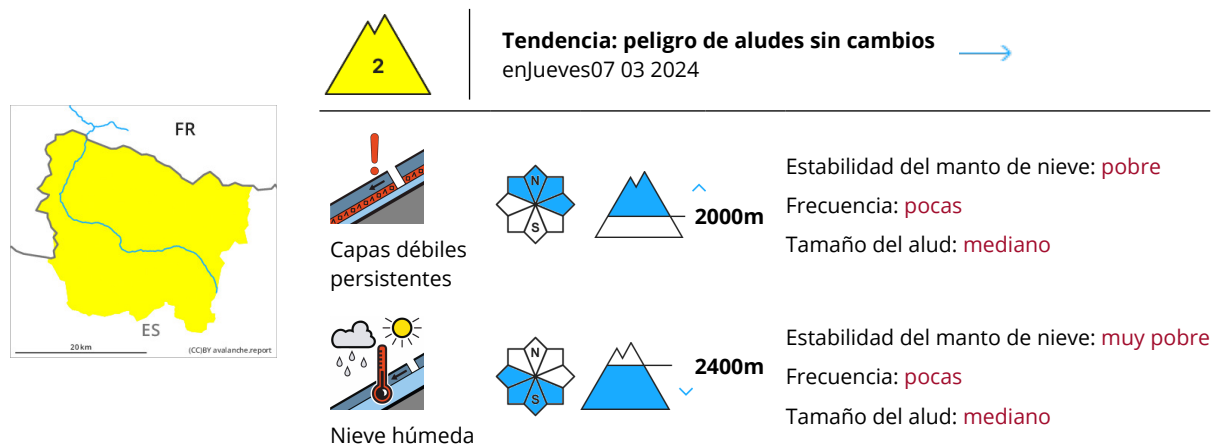 2
Tendencia: peligro de aludes sin cambios
enJueves07 03 2024
FR
ES
20 km
(CC)BY avalanche.report
Capas débiles
persistentes
N
S
2000m
Estabilidad del manto de nieve: pobre
Frecuencia: pocas
Tamaño del alud: mediano
Nieve húmeda
N
S
2400m
Estabilidad del manto de nieve: muy pobre
Frecuencia: pocas
Tamaño del alud: mediano